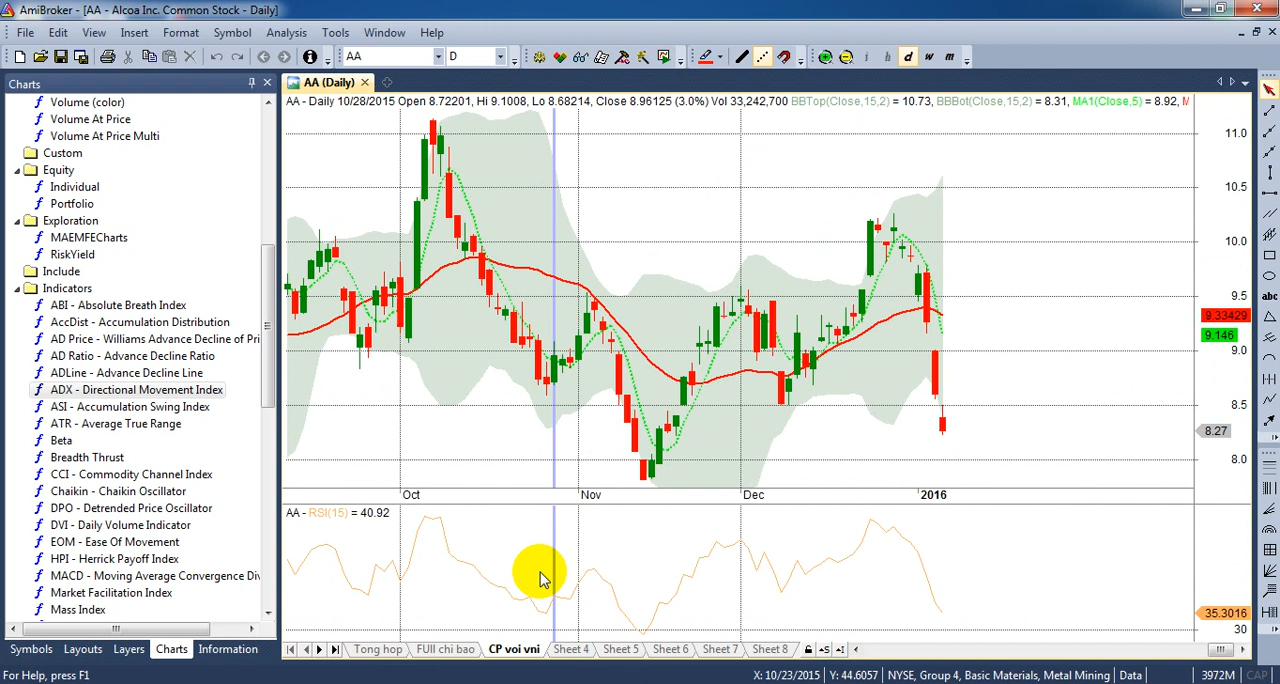 AmiBroker - [AA - Alcoa Inc. Common Stock - Daily]
File Edit View Insert Format Symbol Analysis Tools Window Help
AA D i h d w m
Charts
AA (Daily)
Volume (color)
Volume At Price
Volume At Price Multi
Custom
Equity
Individual
Portfolio
Exploration
MAEMFECharts
RiskYield
Include
Indicators
ABI - Absolute Breath Index
AccDist - Accumulation Distribution
AD Price - Williams Advance Decline of Pri
AD Ratio - Advance Decline Ratio
ADLine - Advance Decline Line
ADX - Directional Movement Index
ASI - Accumulation Swing Index
ATR - Average True Range
Beta
Breadth Thrust
CCI - Commodity Channel Index
Chaikin - Chaikin Oscillator
DPO - Detrended Price Oscillator
DVI - Daily Volume Indicator
EOM - Ease Of Movement
HPI - Herrick Payoff Index
MACD - Moving Average Convergence Div
Market Facilitation Index
Mass Index
Symbols Layouts Layers Charts Information
AA - Daily 10/28/2015 Open 8.72201, Hi 9.1008, Lo 8.68214, Close 8.96125 (3.0%) Vol 33,242,700 BBTop(Close,15,2) = 10.73, BBBot(Close,15,2) = 8.31, MA1(Close,5) = 8.92, M
11.0
10.5
10.0
9.5
9.33429
9.146
9.0
8.5
8.27
8.0
Oct Nov Dec 2016
AA - RSI(15) = 40.92
35.3016
30
Tong hop FUll chi bao CP voi vni Sheet 4 Sheet 5 Sheet 6 Sheet 7 Sheet 8
abc
For Help, press F1
X: 10/23/2015 Y: 44.6057 NYSE, Group 4, Basic Materials, Metal Mining Data 3972M CAP